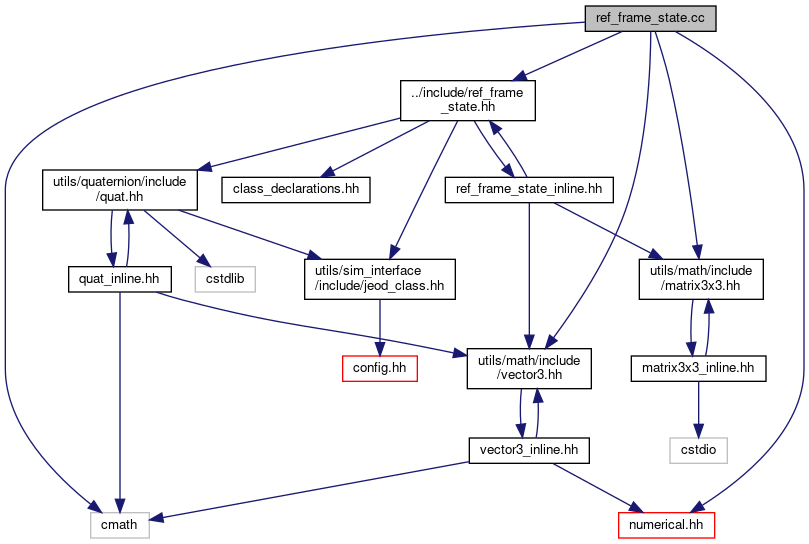 ref_frame_state.cc
../include/ref_frame
_state.hh
utils/quaternion/include
/quat.hh
class_declarations.hh
ref_frame_state_inline.hh
quat_inline.hh
cstdlib
utils/sim_interface
/include/jeod_class.hh
utils/math/include
/matrix3x3.hh
config.hh
utils/math/include
/vector3.hh
matrix3x3_inline.hh
vector3_inline.hh
cstdio
cmath
numerical.hh